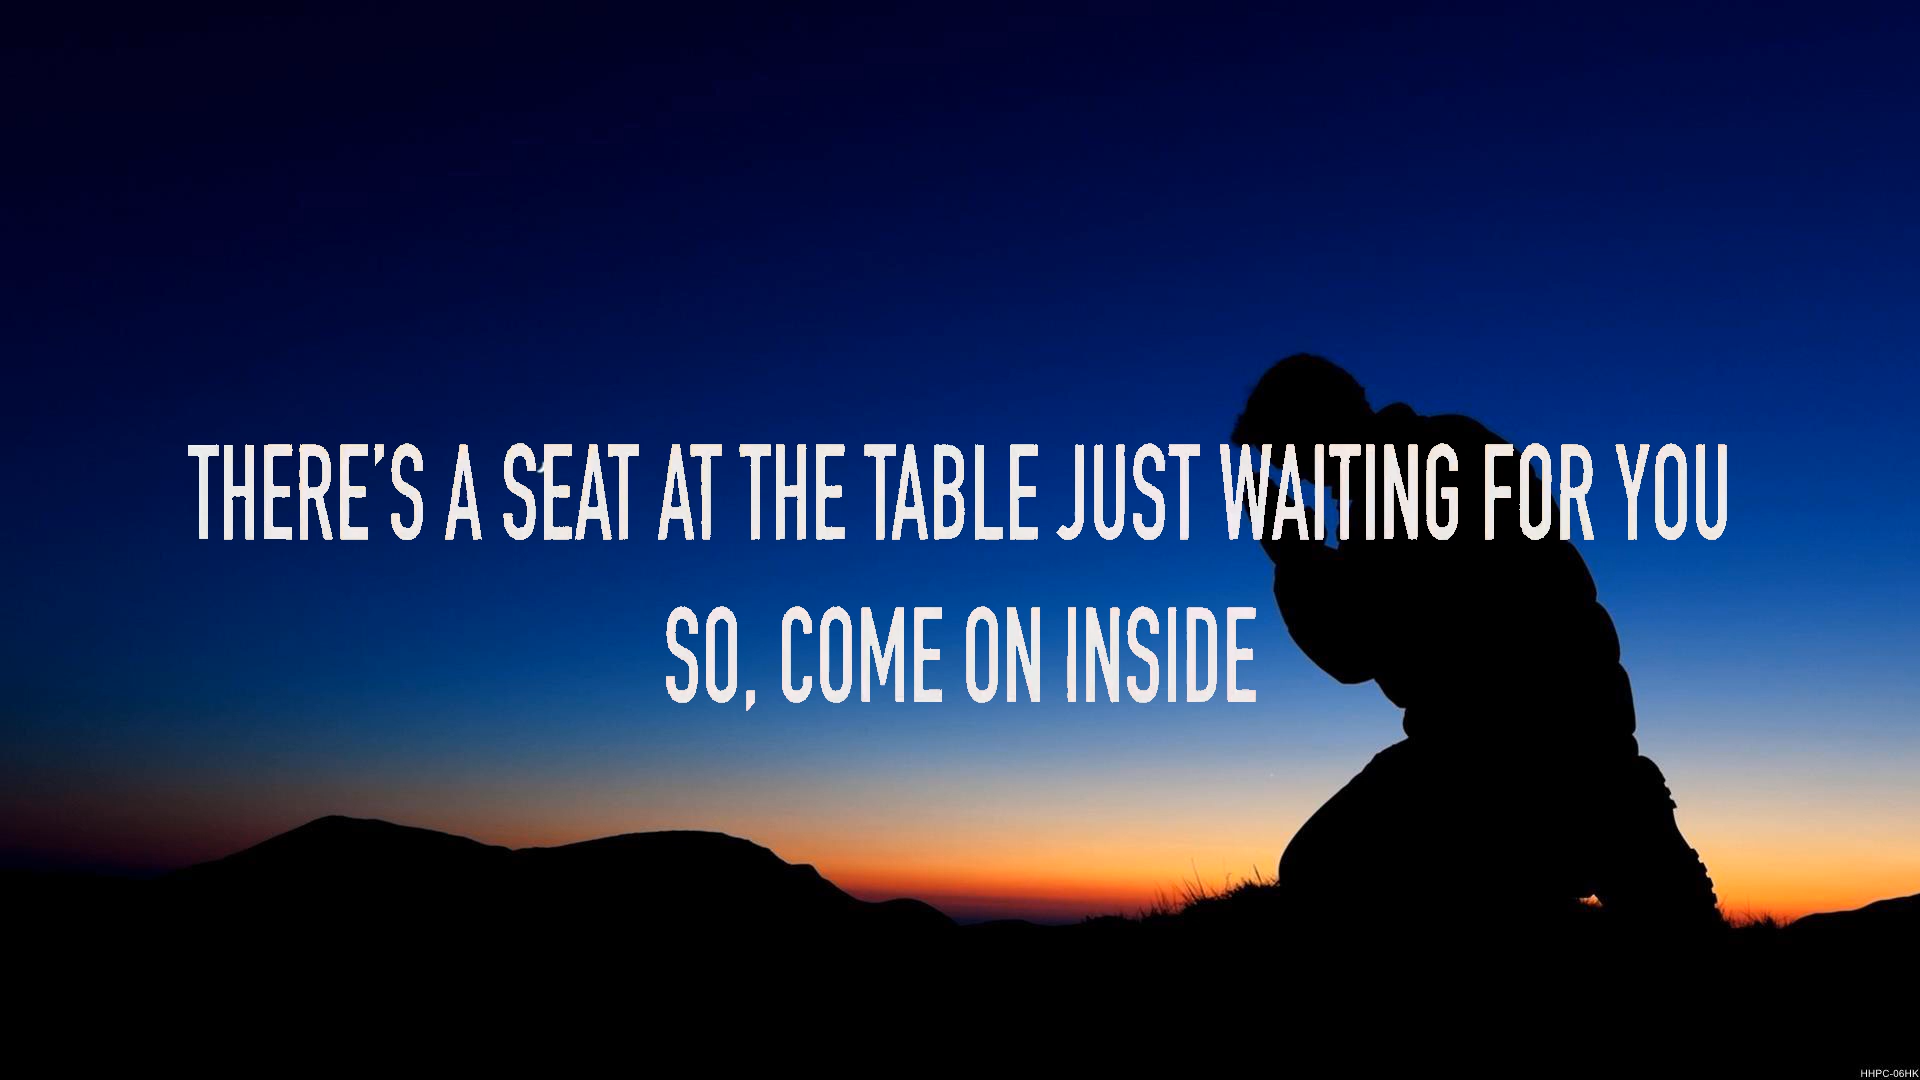 THERE'S A SEAT AT THE TABLE JUST WAITING FOR YOU
SO, COME ON INSIDE
HHPC-06HK